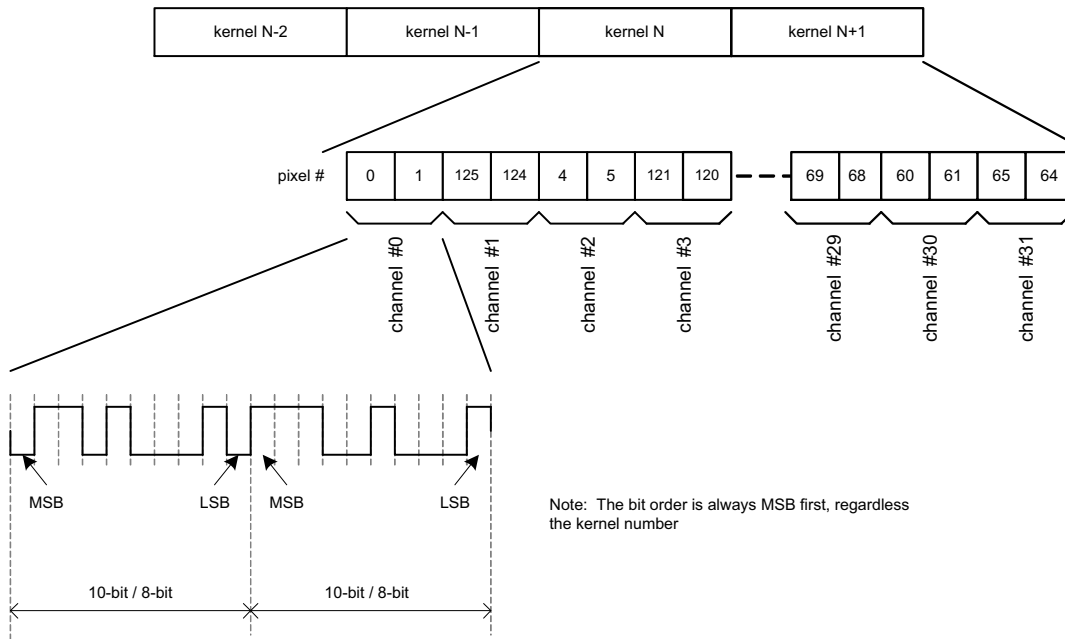 kernel N-2 kernel N-1 kernel N kernel N+1
pixel # 0 1 125 124 4 5 121 120 69 68 60 61 65 64
channel #0 channel #1 channel #2 channel #3 channel #29 channel #30 channel #31
MSB LSB MSB LSB
Note: The bit order is always MSB first, regardless
the kernel number
10-bit / 8-bit 10-bit / 8-bit